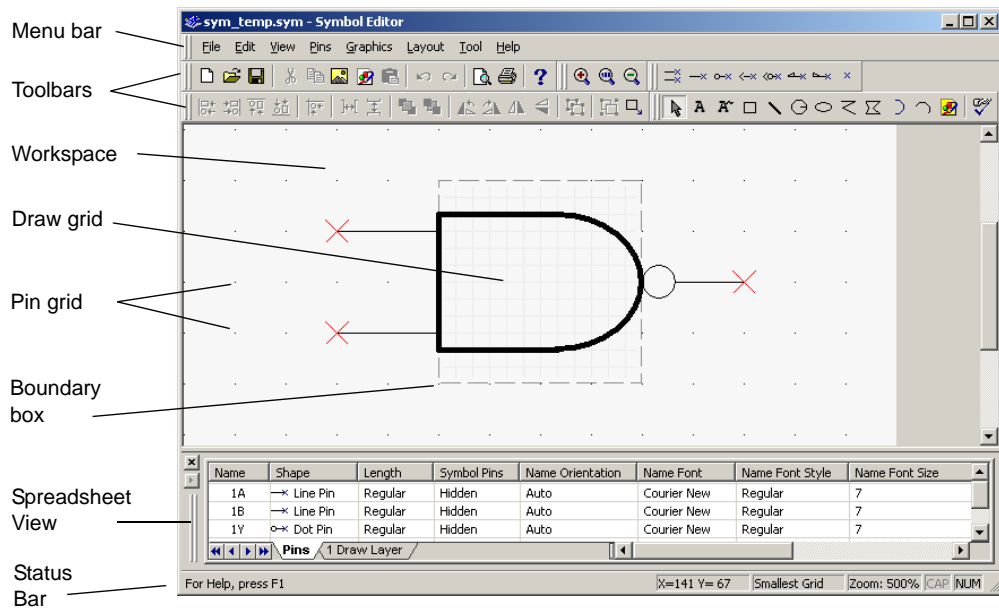 sym_temp.sym - Symbol Editor
Menu bar
File Edit View Pins Graphics Layout Tool Help
Toolbars
Workspace
Draw grid
Pin grid
Boundary
box
Spreadsheet
View
Name Shape Length Symbol Pins Name Orientation Name Font Name Font Style Name Font Size
1A Line Pin Regular Hidden Auto Courier New Regular 7
1B Line Pin Regular Hidden Auto Courier New Regular 7
1Y Dot Pin Regular Hidden Auto Courier New Regular 7
Pins 1 Draw Layer
Status
Bar
For Help, press F1 X=141 Y= 67 Smallest Grid Zoom: 500% CAP NUM